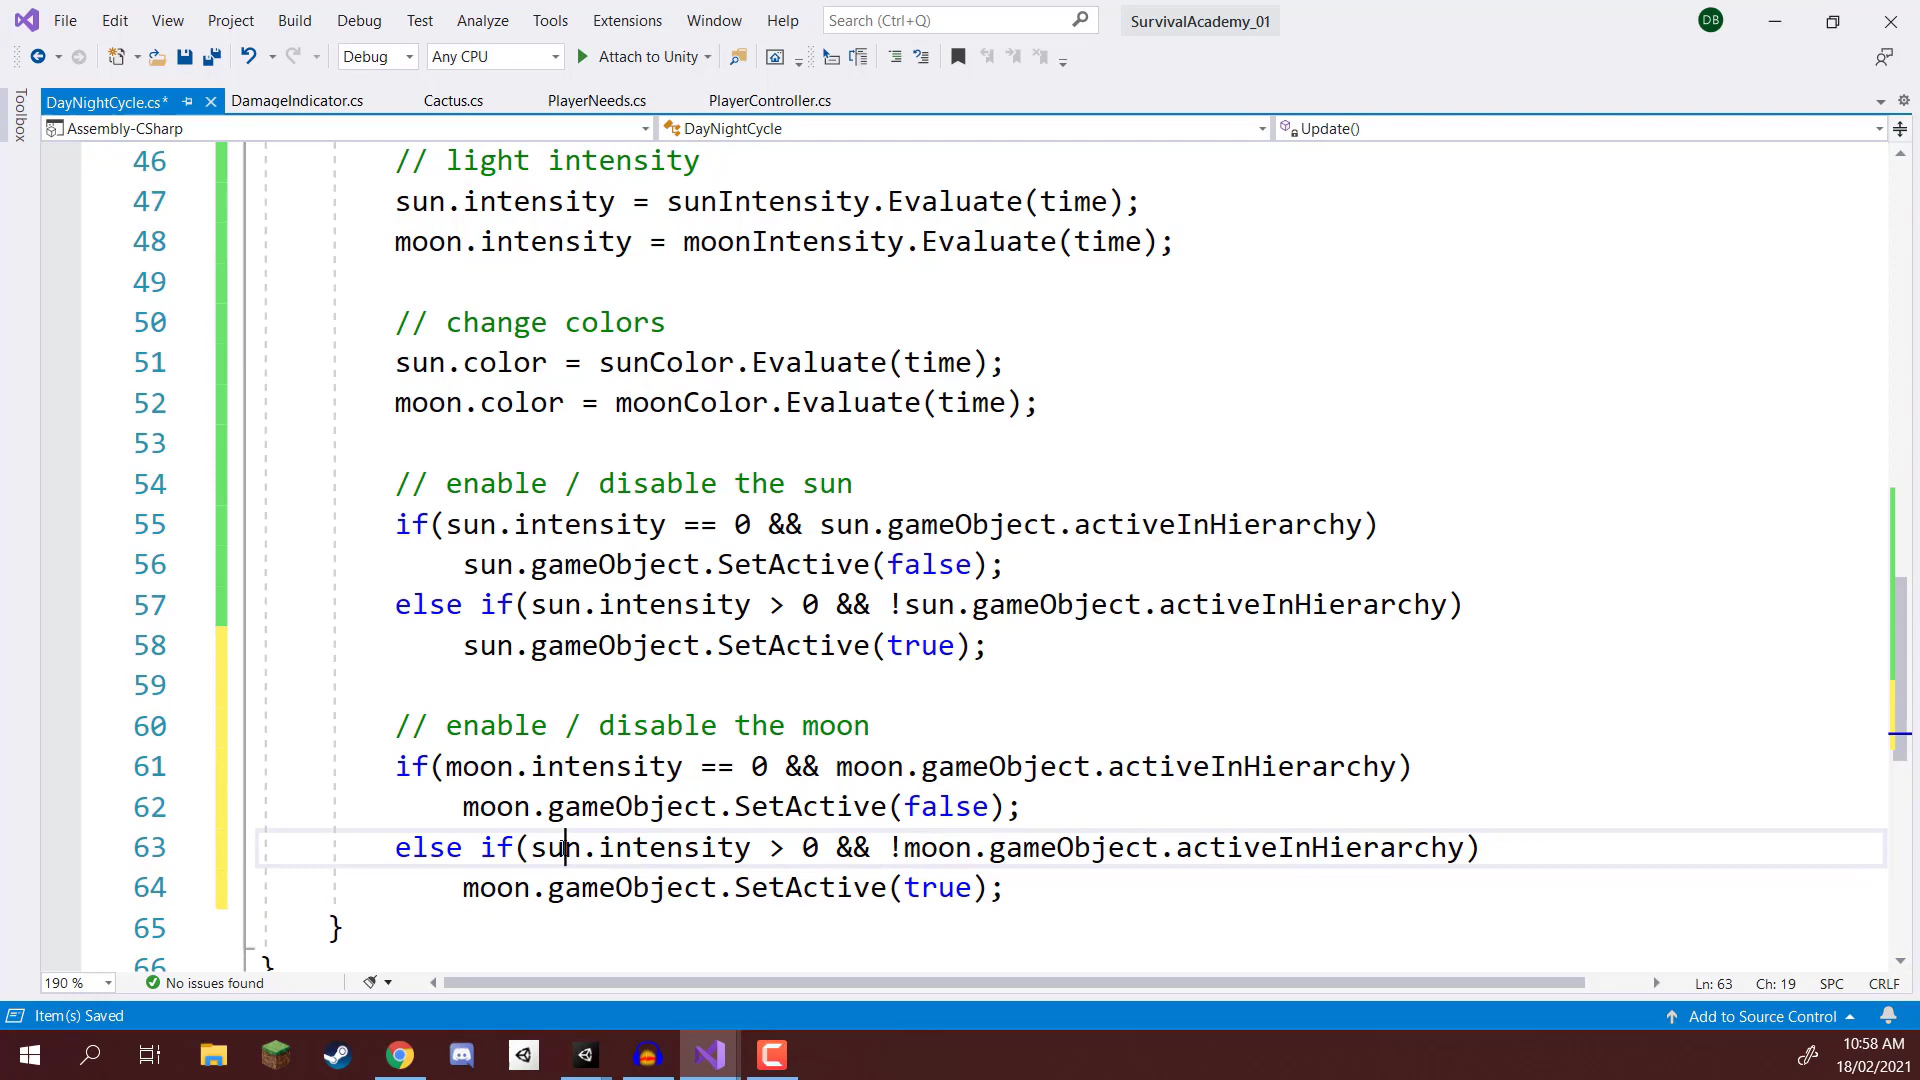 File Edit View Project Build Debug Test Analyze Tools Extensions Window Help Search (Ctrl+Q) SurvivalAcademy_01 DB
Debug Any CPU Attach to Unity
Toolbox
DayNightCycle.cs* DamageIndicator.cs Cactus.cs PlayerNeeds.cs PlayerController.cs
Assembly-CSharp DayNightCycle Update()
46 // light intensity
47 sun.intensity = sunIntensity.Evaluate(time);
48 moon.intensity = moonIntensity.Evaluate(time);
49
50 // change colors
51 sun.color = sunColor.Evaluate(time);
52 moon.color = moonColor.Evaluate(time);
53
54 // enable / disable the sun
55 if(sun.intensity == 0 && sun.gameObject.activeInHierarchy)
56 sun.gameObject.SetActive(false);
57 else if(sun.intensity > 0 && !sun.gameObject.activeInHierarchy)
58 sun.gameObject.SetActive(true);
59
60 // enable / disable the moon
61 if(moon.intensity == 0 && moon.gameObject.activeInHierarchy)
62 moon.gameObject.SetActive(false);
63 else if(sun.intensity > 0 && !moon.gameObject.activeInHierarchy)
64 moon.gameObject.SetActive(true);
65 }
66 }
190 % No issues found Ln: 63 Ch: 19 SPC CRLF
Item(s) Saved Add to Source Control
10:58 AM
18/02/2021